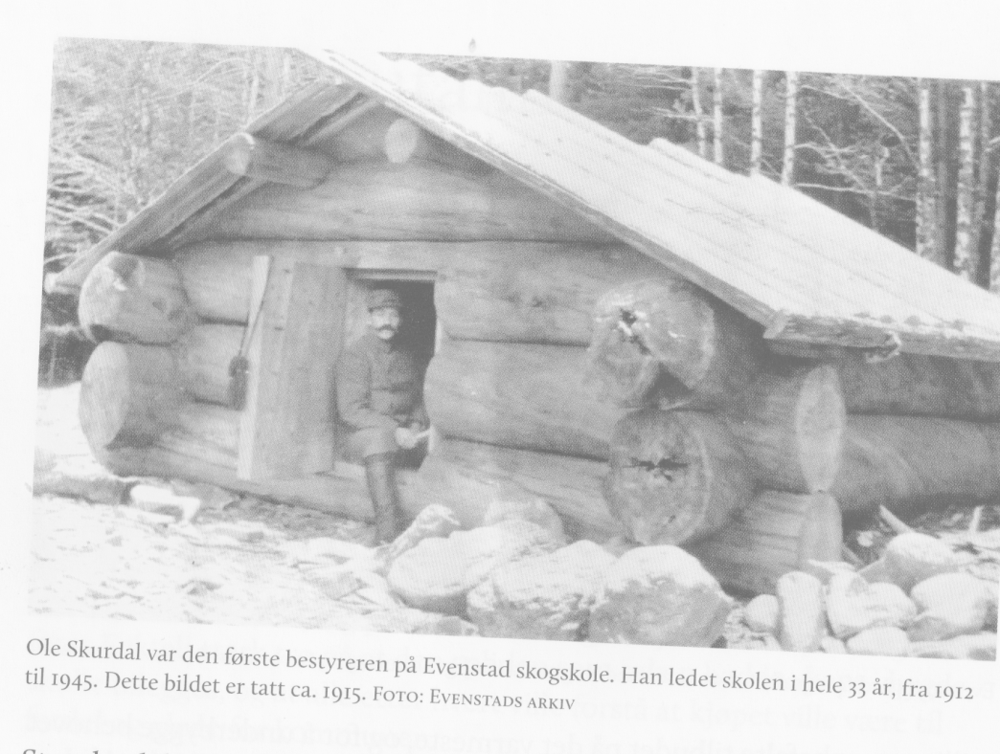 Ole Skurdal var den første bestyreren på Evenstad skogskole. Han ledet skolen i hele 33 år, fra 1912
til 1945. Dette bildet er tatt ca. 1915. FOTO: EVENSTADS ARKIV